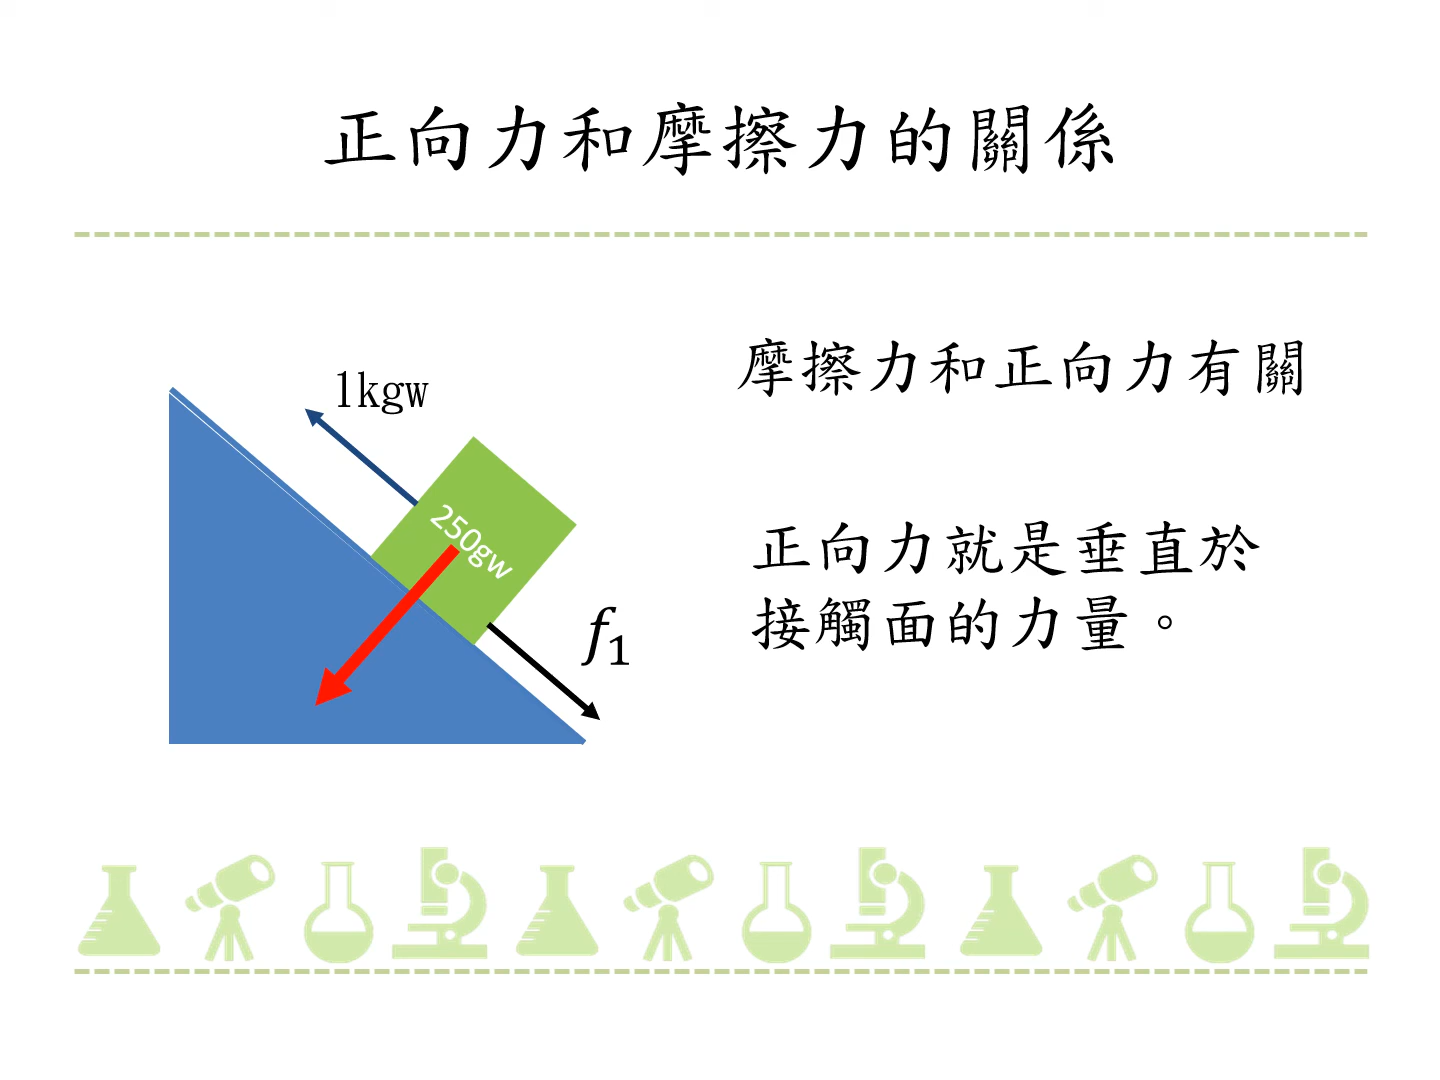 正向力和摩擦力的關係
摩擦力和正向力有關
1kgw
250gw
正向力就是垂直於
接觸面的力量。
f₁